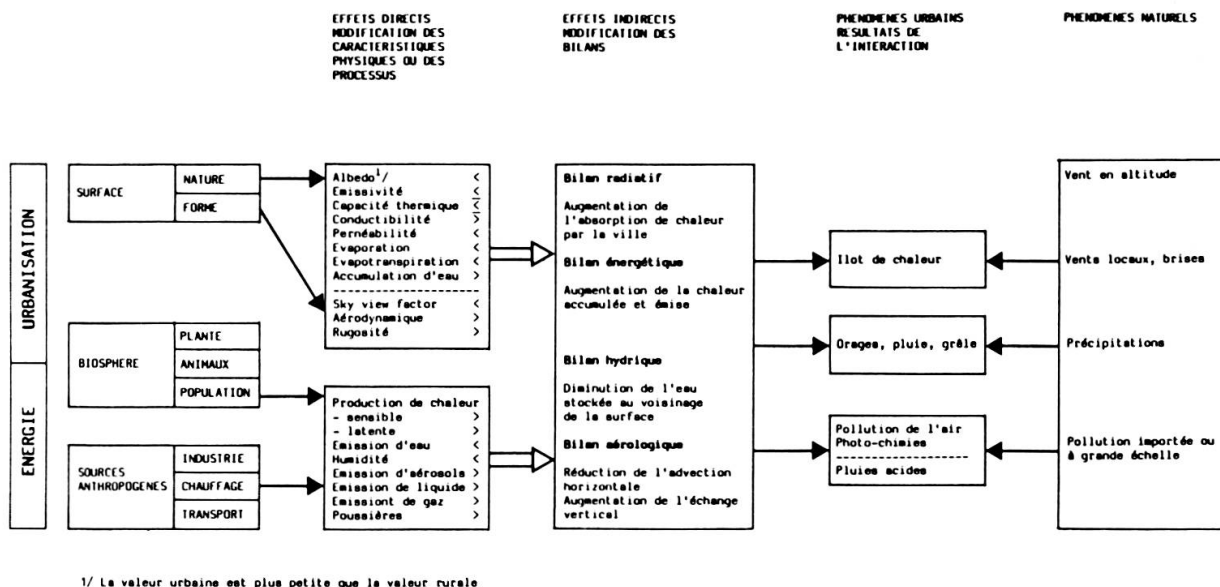 EFFETS DIRECTS
MODIFICATION DES
CARACTERISTIQUES
PHYSIQUES OU DES
PROCESSUS
EFFETS INDIRECTS
MODIFICATION DES
BILANS
PHENOMENES URBAINS
RESULTATS DE
L'INTERACTION
PHENOMENES NATURELS
URBANISATION
ENERGIE
SURFACE
NATURE
FORME
BIOSPHERE
PLANTE
ANIMAUX
POPULATION
SOURCES
ANTHROPOGENES
INDUSTRIE
CHAUFFAGE
TRANSPORT
Albedo1/ <
Emissivité <
Capacité thermique <
Conductibilité >
Perméabilité <
Evaporation <
Evapotranspiration <
Accumulation d'eau >
Sky view factor <
Aérodynamique >
Rugosité >
Production de chaleur
- sensible >
- latente >
Emission d'eau <
Humidité <
Emission d'aérosols >
Emission de liquide >
Emissiont de gaz >
Poussières >
Bilan radiatif
Augmentation de
l'absorption de chaleur
par la ville
Bilan énergétique
Augmentation de la chaleur
accumulée et émise
Bilan hydrique
Diminution de l'eau
stockée au voisinage
de la surface
Bilan aérologique
Réduction de l'advection
horizontale
Augmentation de l'échange
vertical
Ilot de chaleur
Orages, pluie, grêle
Pollution de l'air
Photo-chimies
Pluies acides
Vent en altitude
Vents locaux, brises
Précipitations
Pollution importée ou
à grande échelle
1/ La valeur urbaine est plus petite que la valeur rurale